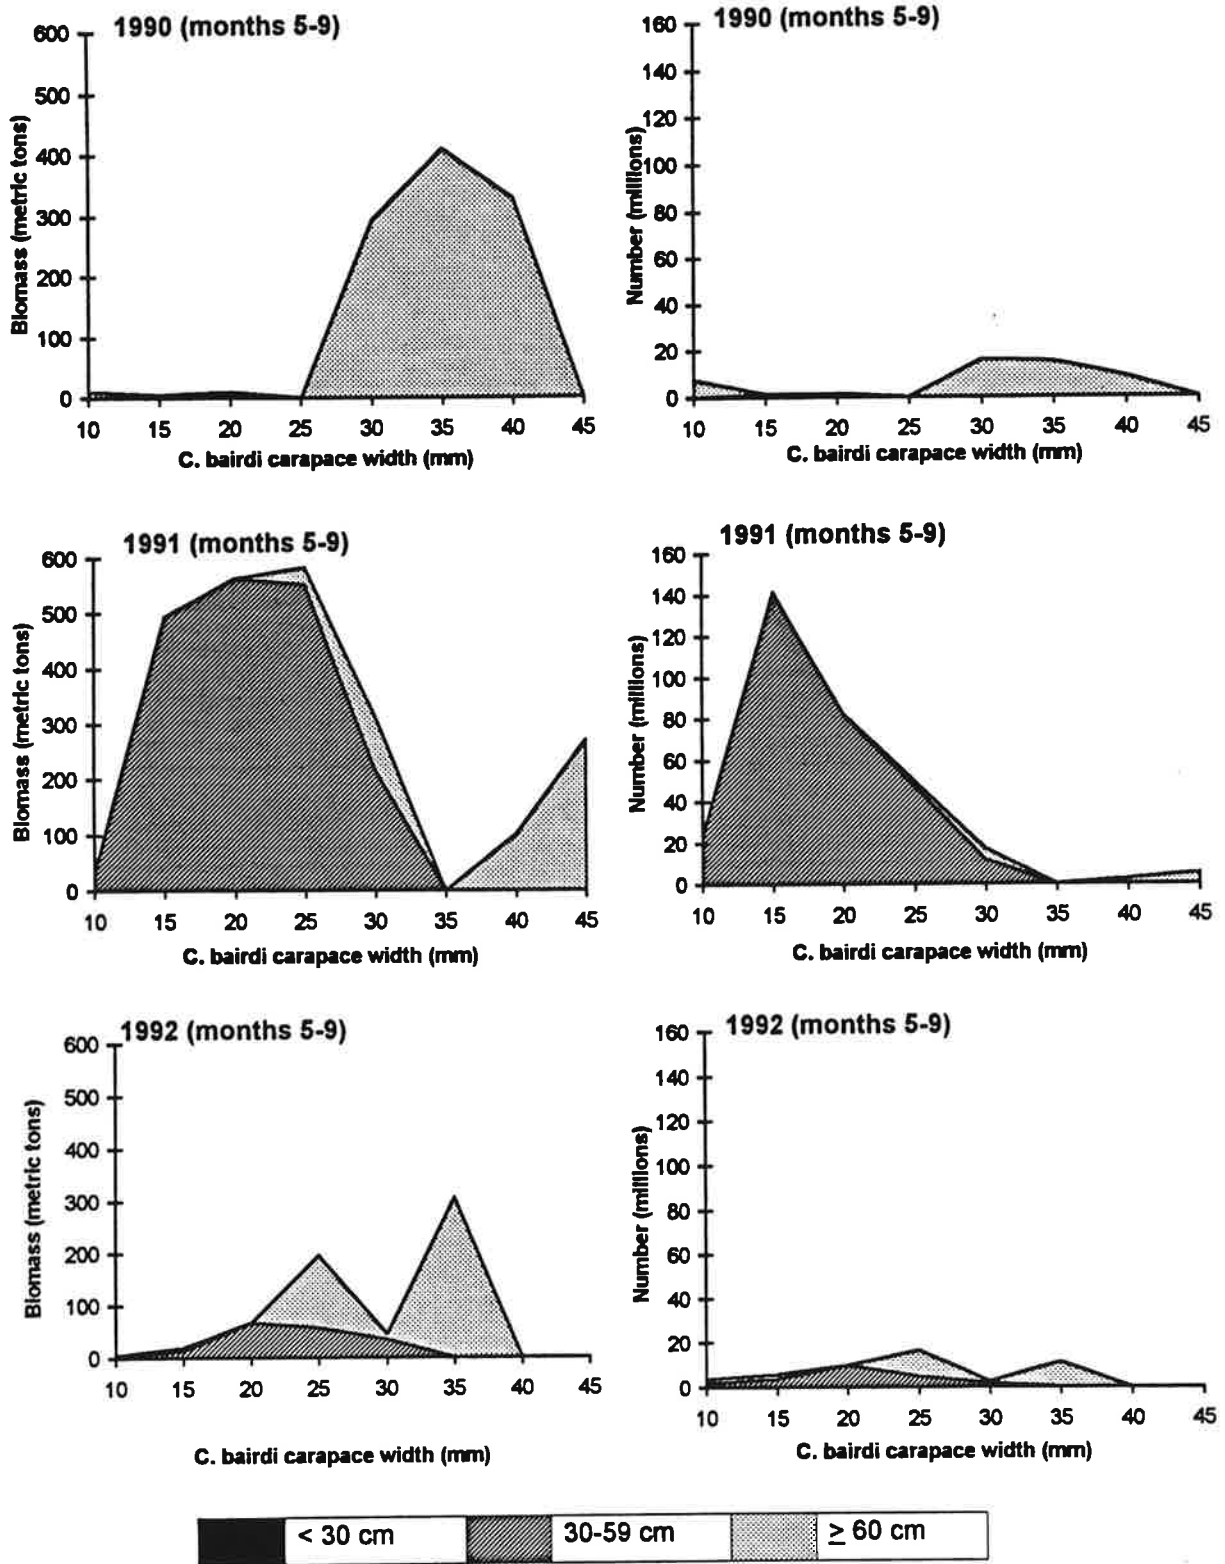 1990 (months 5-9)
600
500
400
300
200
100
0
Biomass (metric tons)
10 15 20 25 30 35 40 45
C. bairdi carapace width (mm)
1990 (months 5-9)
160
140
120
100
80
60
40
20
0
Number (millions)
10 15 20 25 30 35 40 45
C. bairdi carapace width (mm)
1991 (months 5-9)
600
500
400
300
200
100
0
Biomass (metric tons)
10 15 20 25 30 35 40 45
C. bairdi carapace width (mm)
1991 (months 5-9)
160
140
120
100
80
60
40
20
0
Number (millions)
10 15 20 25 30 35 40 45
C. bairdi carapace width (mm)
1992 (months 5-9)
600
500
400
300
200
100
0
Biomass (metric tons)
10 15 20 25 30 35 40 45
C. bairdi carapace width (mm)
1992 (months 5-9)
160
140
120
100
80
60
40
20
0
Number (millions)
10 15 20 25 30 35 40 45
C. bairdi carapace width (mm)
< 30 cm 30-59 cm ≥ 60 cm